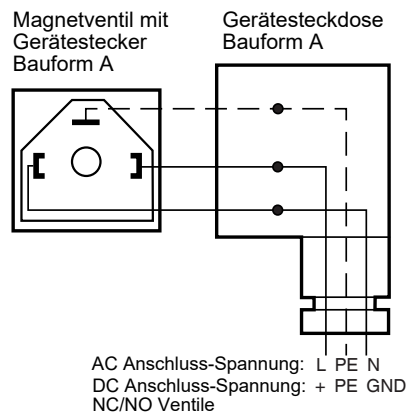 Magnetventil mit
Gerätestecker
Bauform A
Gerätesteckdose
Bauform A
AC Anschluss-Spannung: L PE N
DC Anschluss-Spannung: + PE GND
NC/NO Ventile